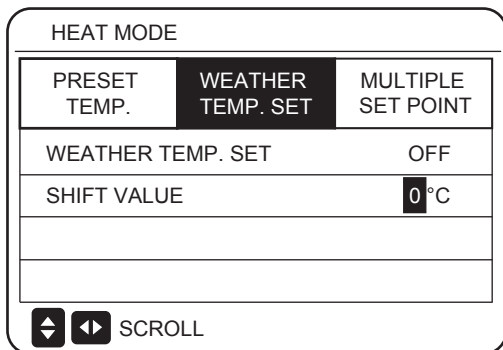 HEAT MODE
PRESET TEMP.
WEATHER TEMP. SET
MULTIPLE SET POINT
WEATHER TEMP. SET OFF
SHIFT VALUE 0 °C
SCROLL